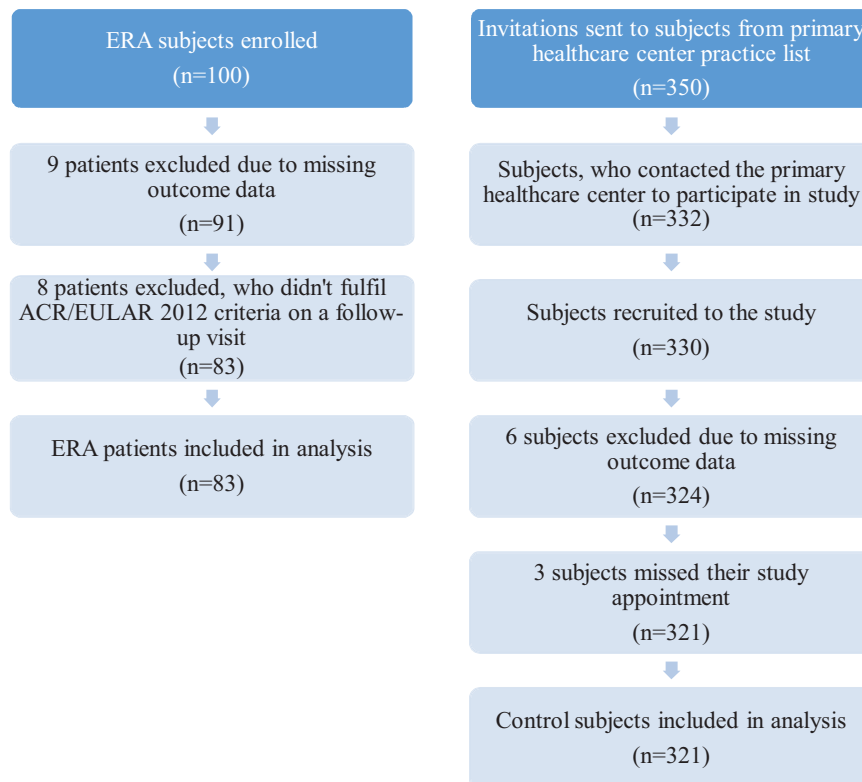 ERA subjects enrolled
(n=100)
9 patients excluded due to missing
outcome data
(n=91)
8 patients excluded, who didn't fulfil
ACR/EULAR 2012 criteria on a follow-
up visit
(n=83)
ERA patients included in analysis
(n=83)
Invitations sent to subjects from primary
healthcare center practice list
(n=350)
Subjects, who contacted the primary
healthcare center to participate in study
(n=332)
Subjects recruited to the study
(n=330)
6 subjects excluded due to missing
outcome data
(n=324)
3 subjects missed their study
appointment
(n=321)
Control subjects included in analysis
(n=321)